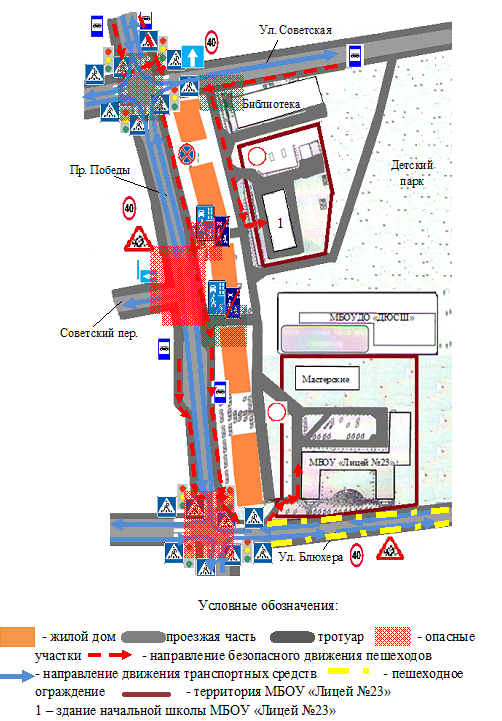 Ул. Советская
40
Библиотека
Детский
парк
Пр. Победы
1
40
Советский пер.
МБОУДО «ДЮСШ»
Мастерские
МБОУ «Лицей №23»
Ул. Блюхера
40
Условные обозначения:
- жилой дом - проезжая часть - тротуар - опасные
участки - направление безопасного движения пешеходов
- направление движения транспортных средств - пешеходное
ограждение - территория МБОУ «Лицей №23»
1 – здание начальной школы МБОУ «Лицей №23»